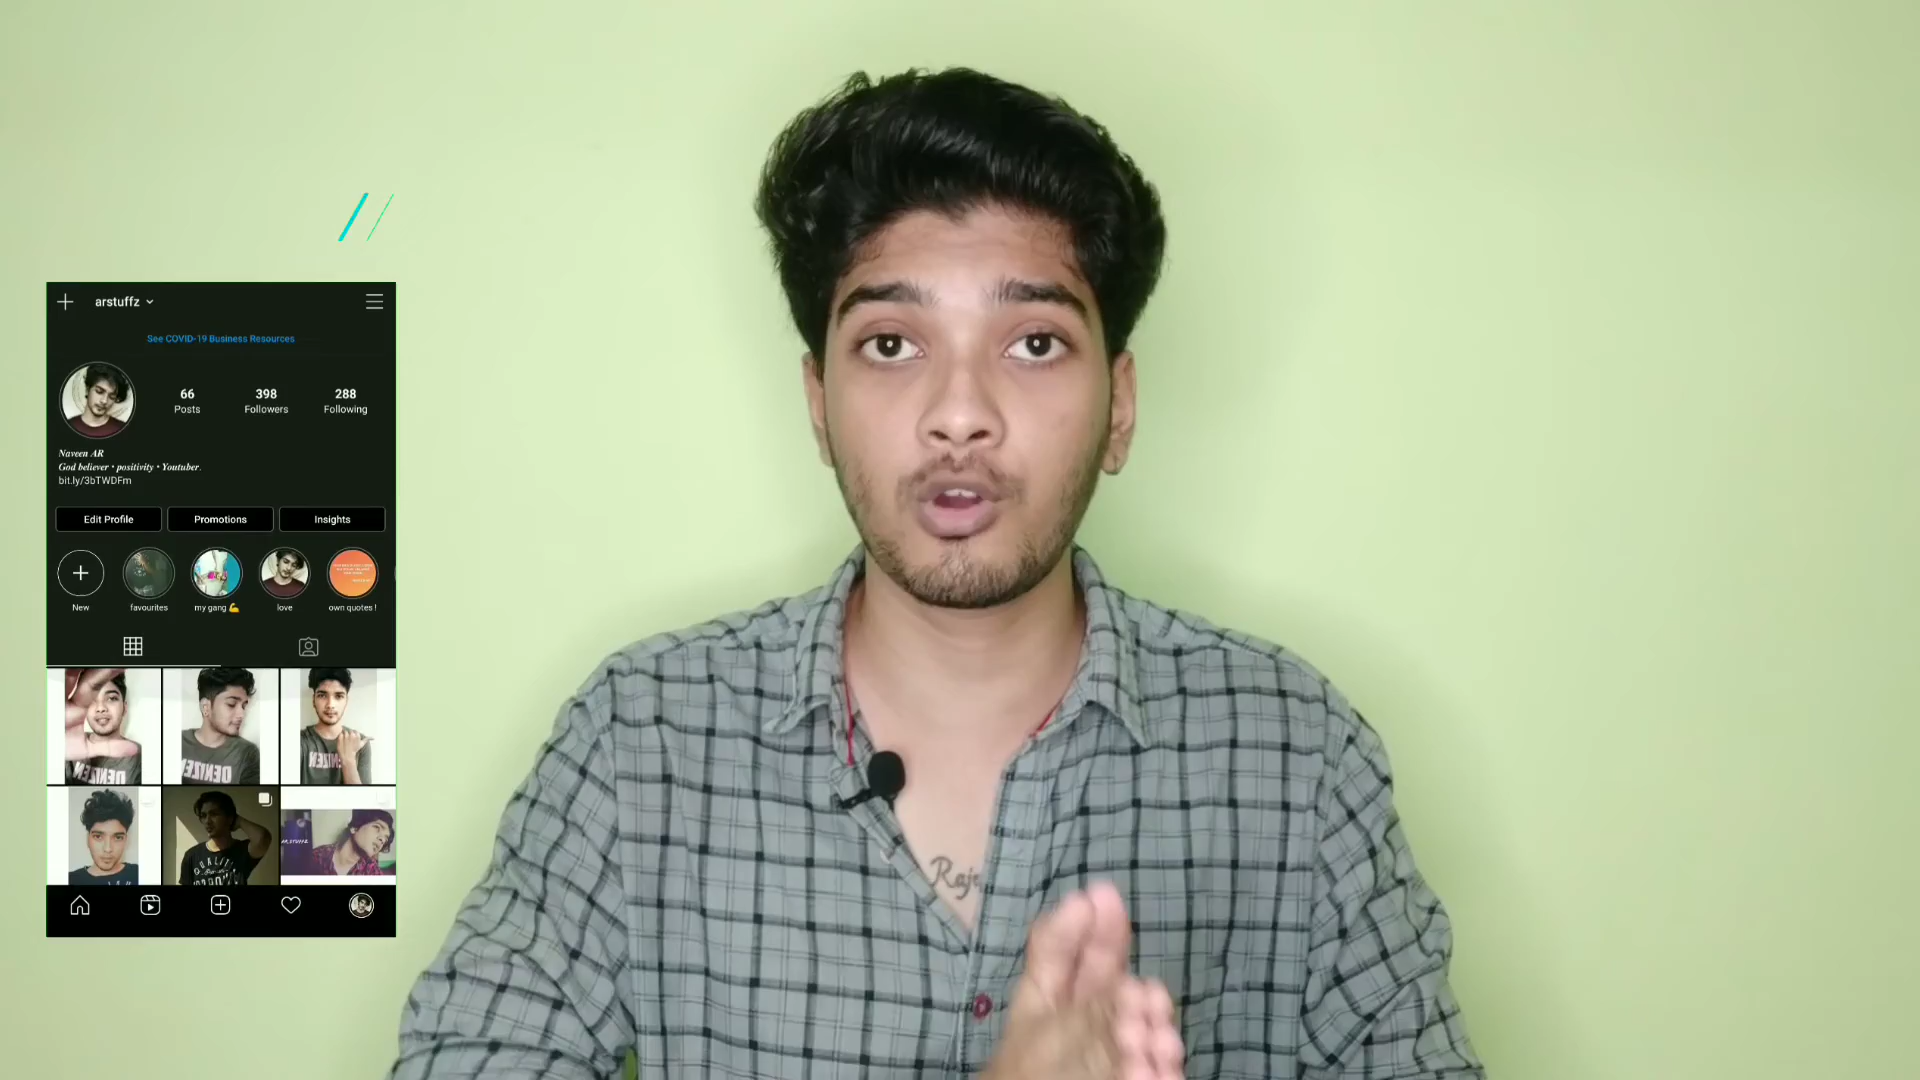 arstuffz
See COVID-19 Business Resources
66 398 288
Posts Followers Following
Naveen AR
God believer • positivity • Youtuber.
bit.ly/3bTWDFm
Edit Profile Promotions Insights
New favourites my gang 💪 love own quotes !
Raje